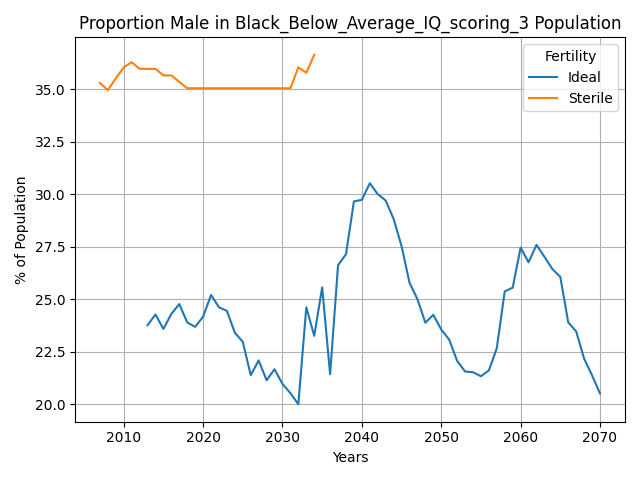 Proportion Male in Black_Below_Average_IQ_scoring_3 Population
Fertility
Ideal
Sterile
% of Population
35.0
32.5
30.0
27.5
25.0
22.5
20.0
2010 2020 2030 2040 2050 2060 2070
Years